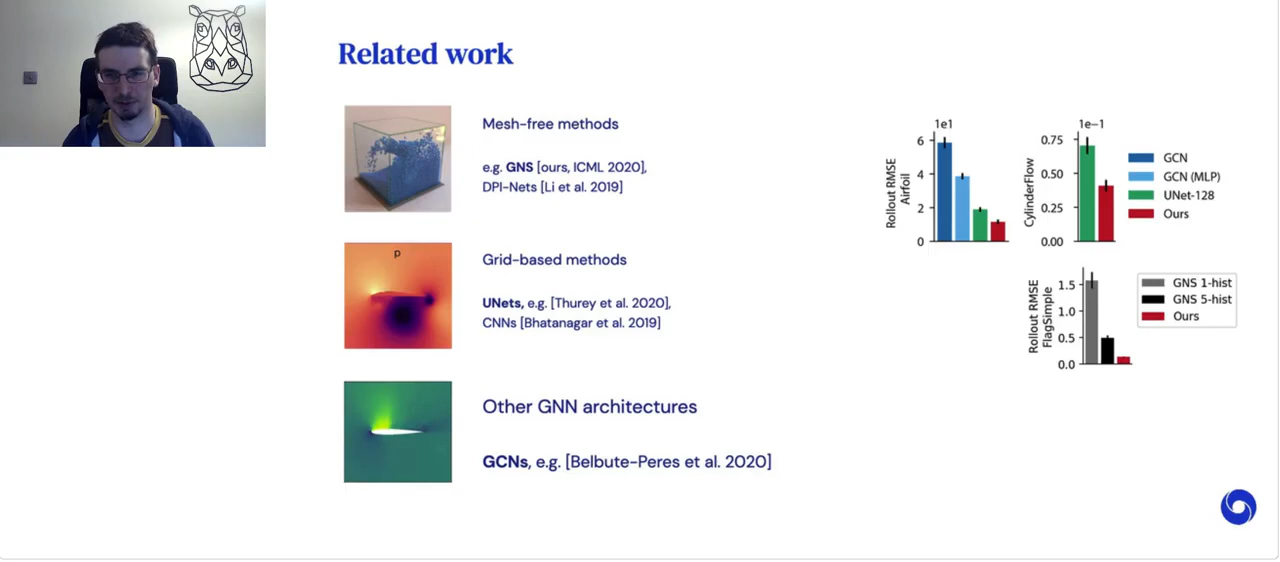 Related work
Mesh-free methods
e.g. GNS [ours, ICML 2020],
DPI-Nets [Li et al. 2019]
p
Grid-based methods
UNets, e.g. [Thurey et al. 2020],
CNNs [Bhatanagar et al. 2019]
Other GNN architectures
GCNs, e.g. [Belbute-Peres et al. 2020]
1e1
Rollout RMSE
Airfoil
6
4
2
0
1e−1
CylinderFlow
0.75
0.50
0.25
0.00
GCN
GCN (MLP)
UNet-128
Ours
Rollout RMSE
FlagSimple
1.5
1.0
0.5
0.0
GNS 1-hist
GNS 5-hist
Ours